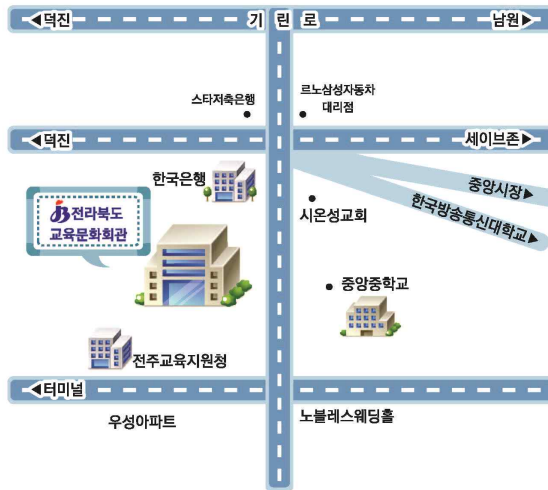 ◀덕진 기 린 로 남원▶
스타저축은행
르노삼성자동차
대리점
◀덕진 세이브존
한국은행
중앙시장▶
한국방송통신대학교▶
전라북도
교육문화회관
시온성교회
중앙중학교
전주교육지원청
◀터미널
우성아파트
노블레스웨딩홀